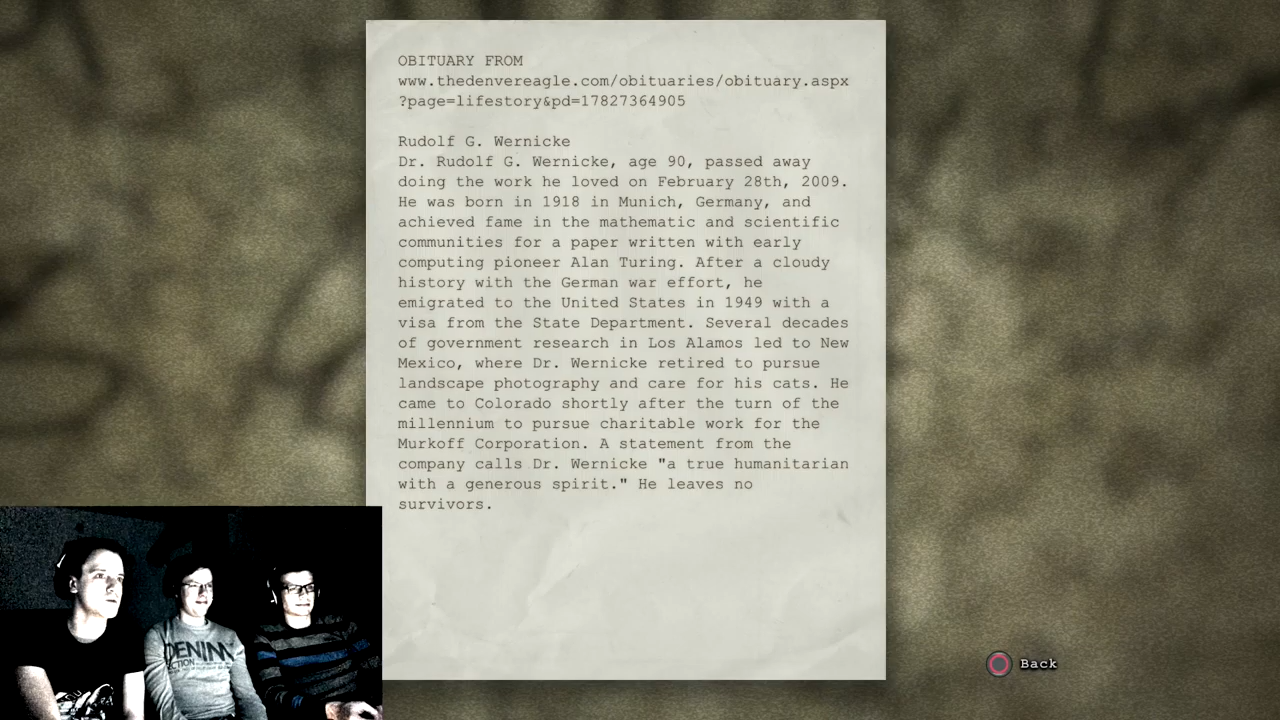 OBITUARY FROM
www.thedenvereagle.com/obituaries/obituary.aspx
?page=lifestory&pd=17827364905
Rudolf G. Wernicke
Dr. Rudolf G. Wernicke, age 90, passed away
doing the work he loved on February 28th, 2009.
He was born in 1918 in Munich, Germany, and
achieved fame in the mathematic and scientific
communities for a paper written with early
computing pioneer Alan Turing. After a cloudy
history with the German war effort, he
emigrated to the United States in 1949 with a
visa from the State Department. Several decades
of government research in Los Alamos led to New
Mexico, where Dr. Wernicke retired to pursue
landscape photography and care for his cats. He
came to Colorado shortly after the turn of the
millennium to pursue charitable work for the
Murkoff Corporation. A statement from the
company calls Dr. Wernicke "a true humanitarian
with a generous spirit." He leaves no
survivors.
DENIM
Back